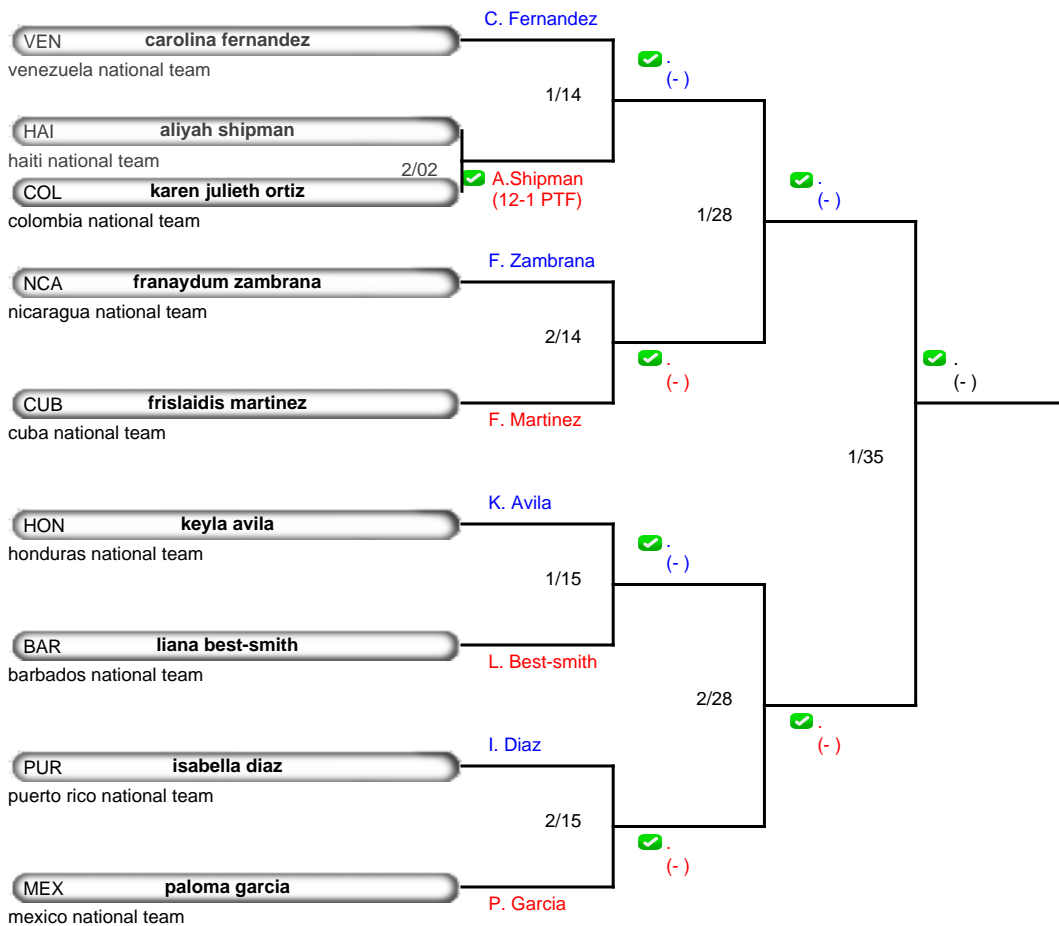 C. Fernandez
VEN carolina fernandez
venezuela national team
.
(- )
1/14
HAI aliyah shipman
haiti national team
2/02
COL karen julieth ortiz
colombia national team
A.Shipman
(12-1 PTF)
.
(- )
1/28
F. Zambrana
NCA franaydum zambrana
nicaragua national team
2/14
.
(- )
.
(- )
CUB frislaidis martinez
cuba national team
F. Martinez
1/35
K. Avila
HON keyla avila
honduras national team
.
(- )
1/15
BAR liana best-smith
barbados national team
L. Best-smith
2/28
.
(- )
I. Diaz
PUR isabella diaz
puerto rico national team
2/15
.
(- )
MEX paloma garcia
mexico national team
P. Garcia